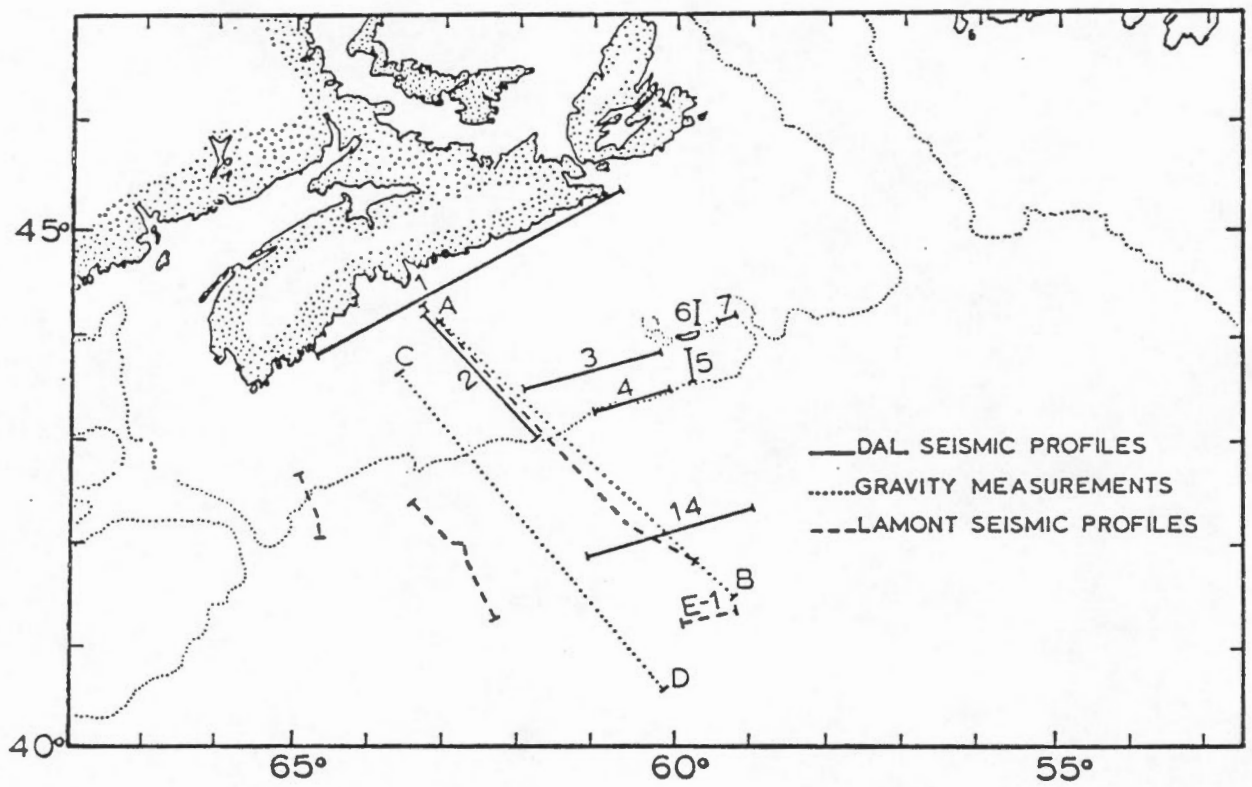 45°
1
A
C
2
3
4
6
7
5
DAL. SEISMIC PROFILES
GRAVITY MEASUREMENTS
LAMONT SEISMIC PROFILES
14
B
E-1
D
40°
65°
60°
55°